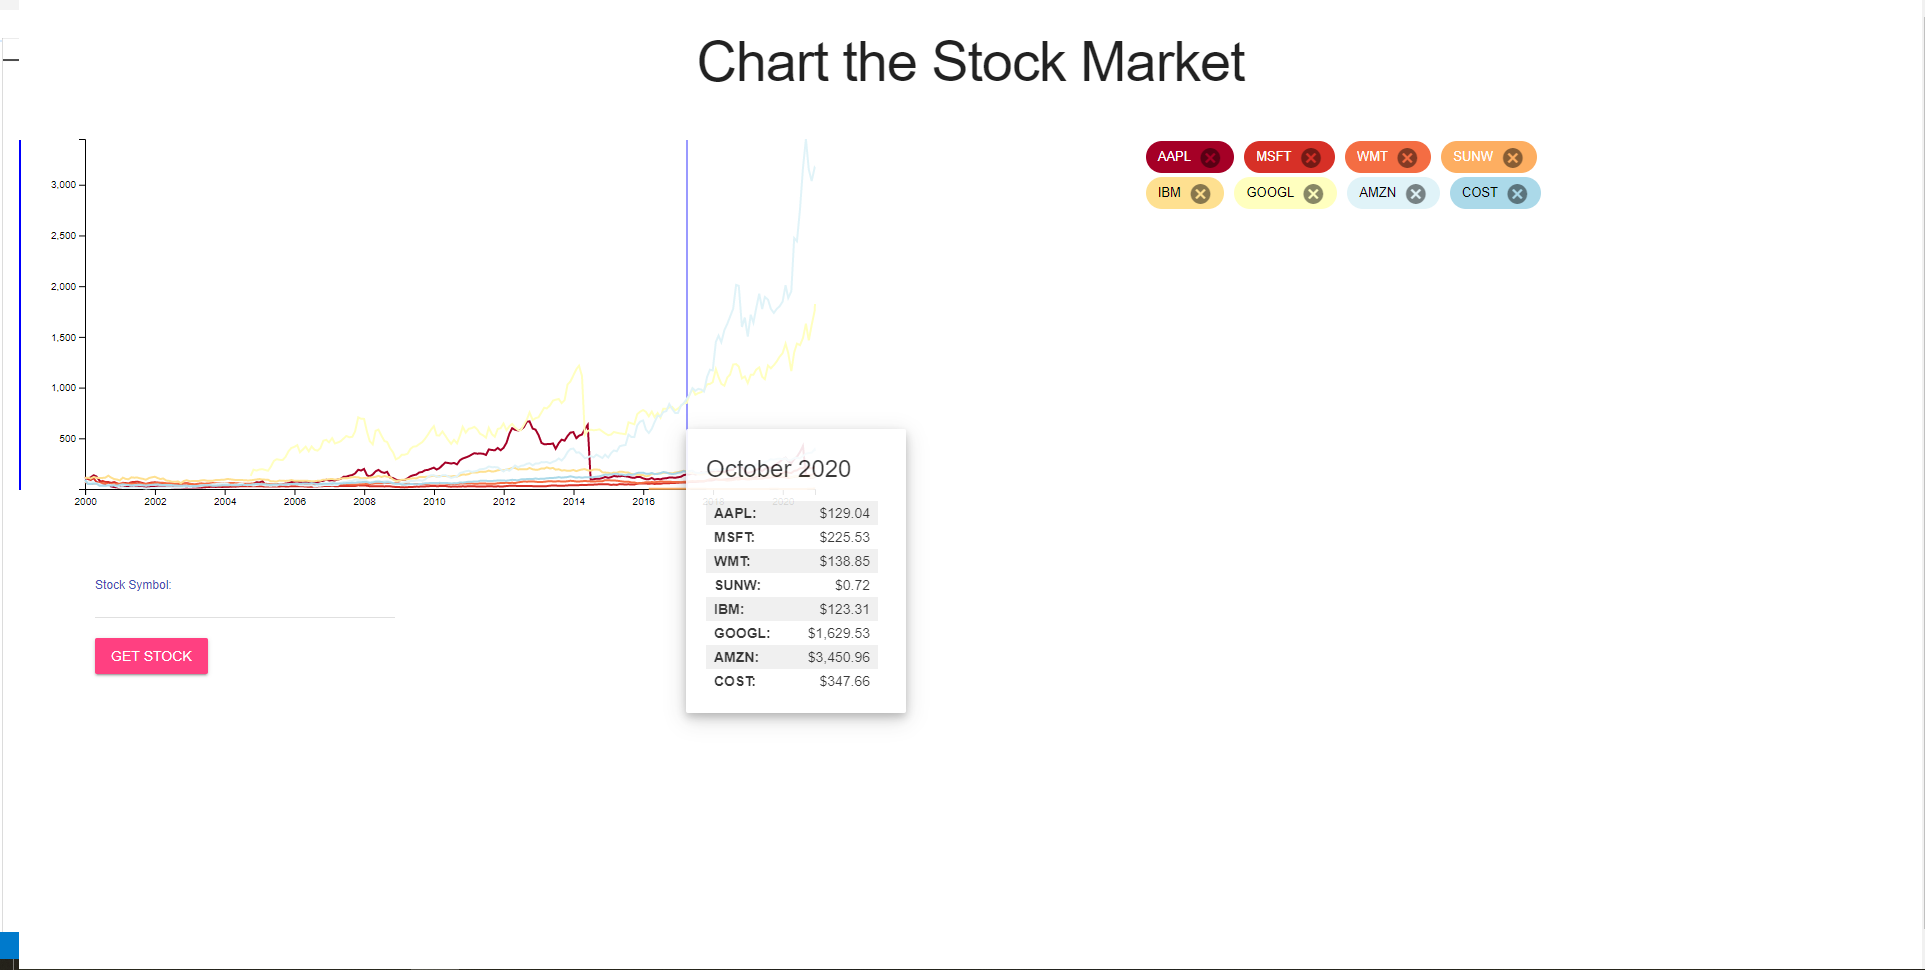 Chart the Stock Market
AAPL MSFT WMT SUNW
IBM GOOGL AMZN COST
3,000
2,500
2,000
1,500
1,000
500
2000 2002 2004 2006 2008 2010 2012 2014 2016 2018 2020
October 2020
AAPL: $129.04
MSFT: $225.53
WMT: $138.85
SUNW: $0.72
IBM: $123.31
GOOGL: $1,629.53
AMZN: $3,450.96
COST: $347.66
Stock Symbol:
GET STOCK